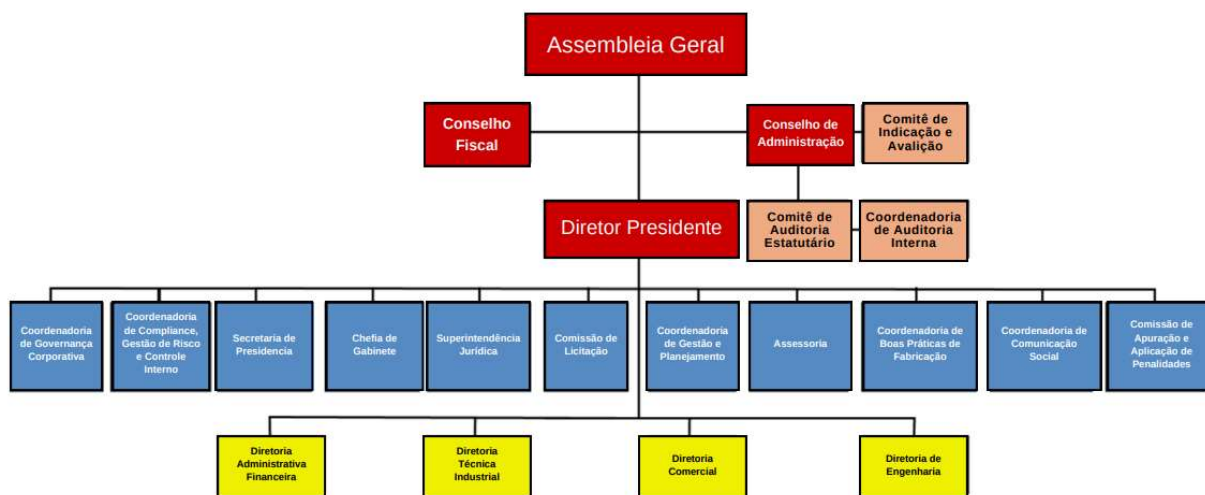 Assembleia Geral
Conselho
Fiscal
Conselho de
Administração
Comitê de
Indicação e
Avalição
Diretor Presidente
Comitê de
Auditoria
Estatutário
Coordenadoria
de Auditoria
Interna
Coordenadoria
de Governança
Corporativa
Coordenadoria
de Compliance,
Gestão de Risco
e Controle
Interno
Secretaria de
Presidencia
Chefia de
Gabinete
Superintendência
Jurídica
Comissão de
Licitação
Coordenadoria
de Gestão e
Planejamento
Assessoria
Coordenadoria de
Boas Práticas de
Fabricação
Coordenadoria de
Comunicação
Social
Comissão de
Apuração e
Aplicação de
Penalidades
Diretoria
Administrativa
Financeira
Diretoria
Técnica
Industrial
Diretoria
Comercial
Diretoria de
Engenharia